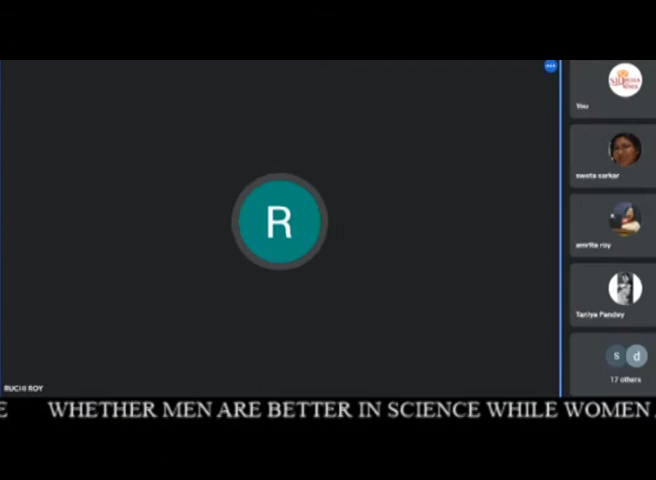 You
sweta sarkar
R
amrita roy
Taniya Pandey
s d
17 others
RUCHI ROY
E WHETHER MEN ARE BETTER IN SCIENCE WHILE WOMEN